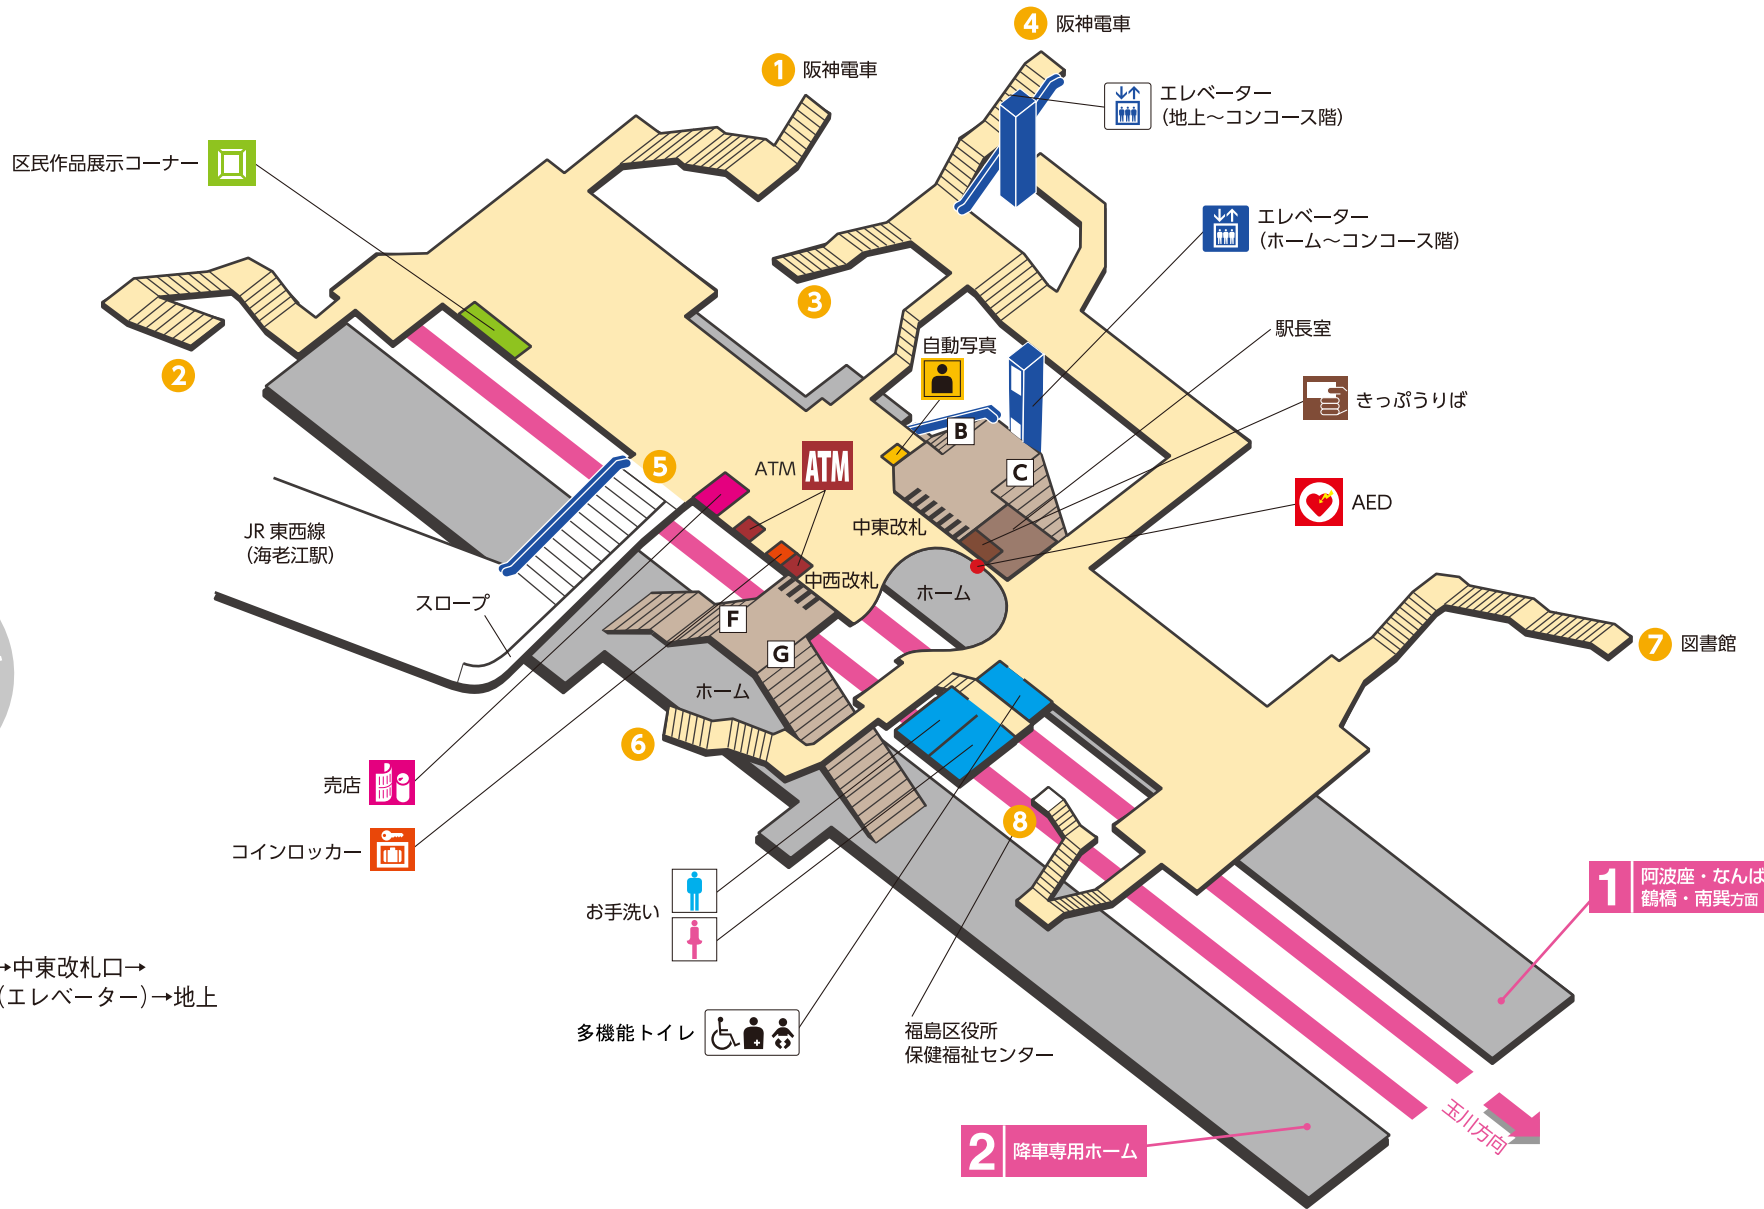 4 阪神電車
1 阪神電車
エレベーター
(地上～コンコース階)
区民作品展示コーナー
エレベーター
(ホーム～コンコース階)
3
駅長室
自動写真
2
きっぷうりば
B
5
ATM ATM
C
AED
中東改札
JR 東西線
(海老江駅)
中西改札
ホーム
スロープ
F
7 図書館
G
ホーム
6
売店
8
コインロッカー
1 阿波座・なんば
鶴橋・南巽方面
お手洗い
→中東改札口→
(エレベーター)→地上
多機能トイレ
福島区役所
保健福祉センター
玉川方向
2 降車専用ホーム